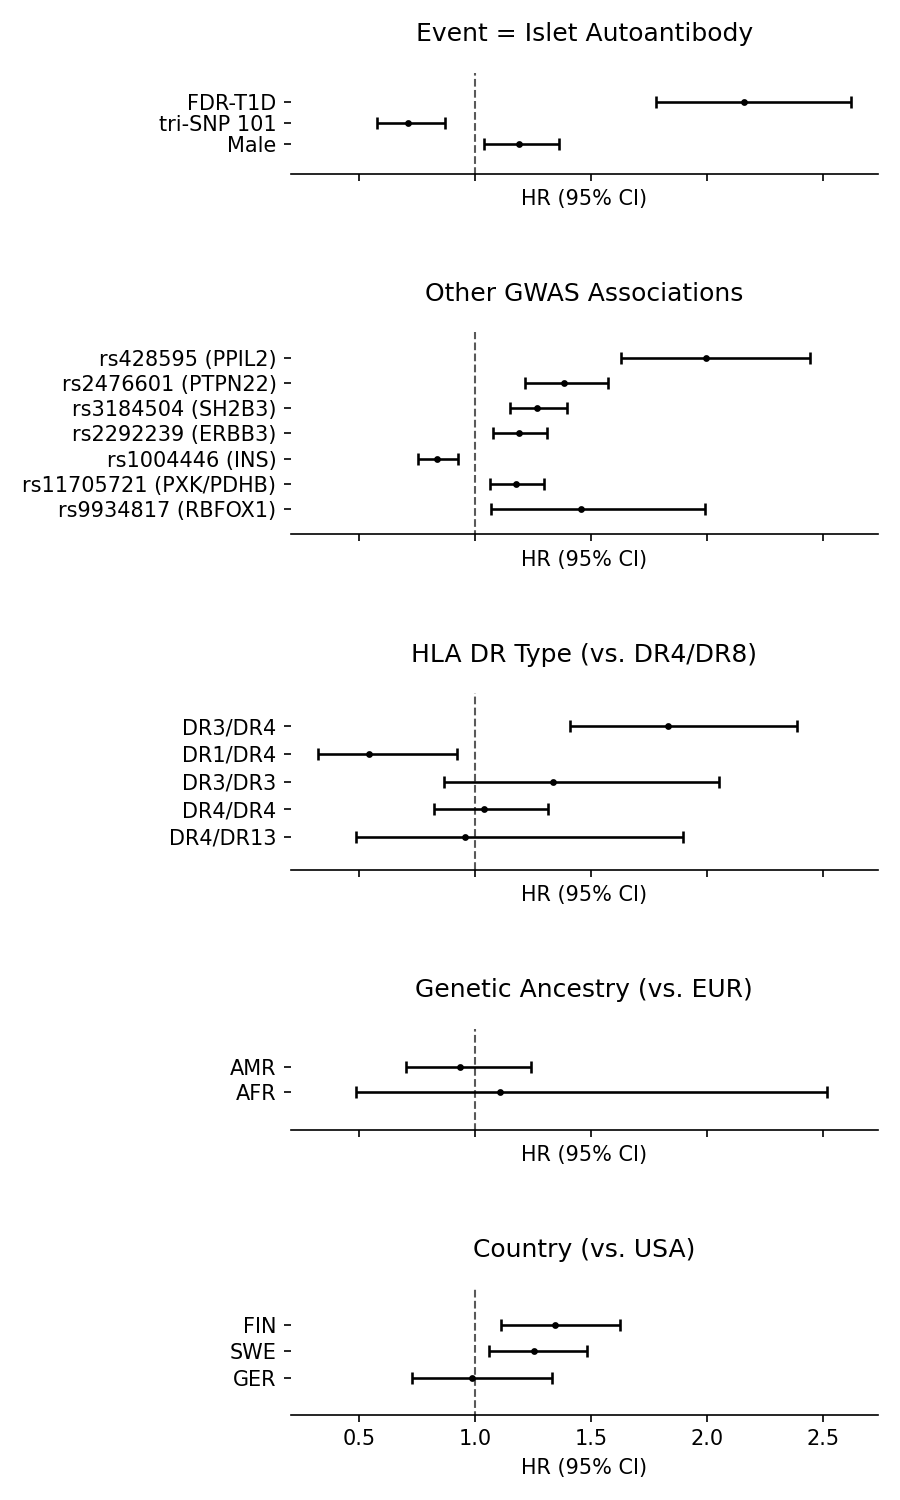 Event = Islet Autoantibody
FDR-T1D
tri-SNP 101
Male
HR (95% CI)
Other GWAS Associations
rs428595 (PPIL2)
rs2476601 (PTPN22)
rs3184504 (SH2B3)
rs2292239 (ERBB3)
rs1004446 (INS)
rs11705721 (PXK/PDHB)
rs9934817 (RBFOX1)
HR (95% CI)
HLA DR Type (vs. DR4/DR8)
DR3/DR4
DR1/DR4
DR3/DR3
DR4/DR4
DR4/DR13
HR (95% CI)
Genetic Ancestry (vs. EUR)
AMR
AFR
HR (95% CI)
Country (vs. USA)
FIN
SWE
GER
0.5 1.0 1.5 2.0 2.5
HR (95% CI)